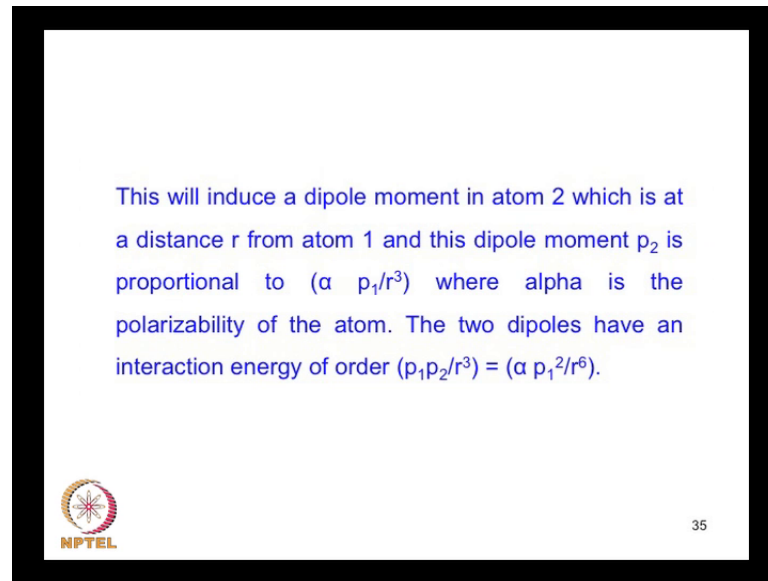 This will induce a dipole moment in atom 2 which is at
a distance r from atom 1 and this dipole moment p₂ is
proportional to (α p₁/r³) where alpha is the
polarizability of the atom. The two dipoles have an
interaction energy of order (p₁p₂/r³) = (α p₁²/r⁶).
NPTEL
35